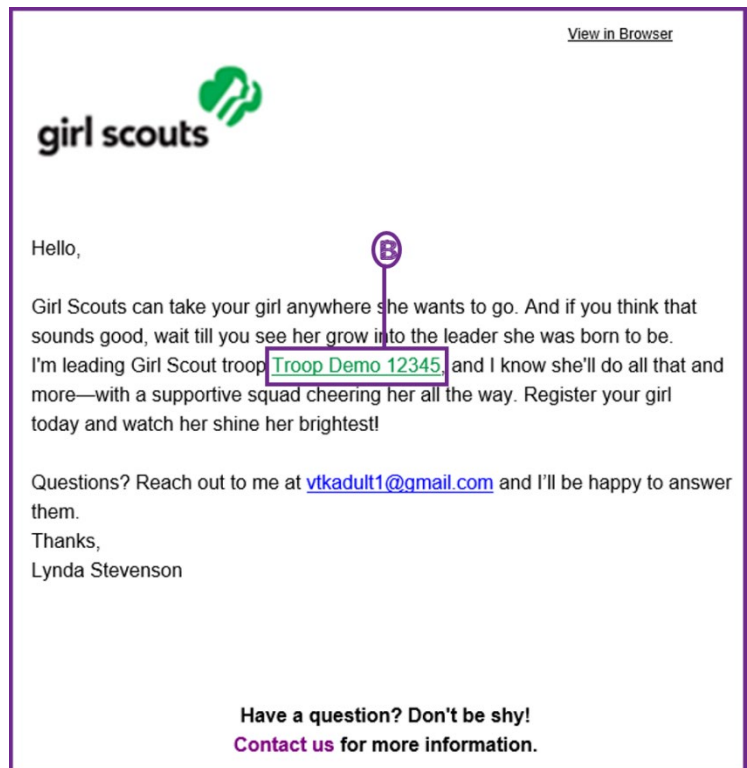 View in Browser
girl scouts
Hello,
B
Girl Scouts can take your girl anywhere she wants to go. And if you think that
sounds good, wait till you see her grow into the leader she was born to be.
I'm leading Girl Scout troop Troop Demo 12345, and I know she'll do all that and
more—with a supportive squad cheering her all the way. Register your girl
today and watch her shine her brightest!
Questions? Reach out to me at vtkadult1@gmail.com and I’ll be happy to answer
them.
Thanks,
Lynda Stevenson
Have a question? Don't be shy!
Contact us for more information.